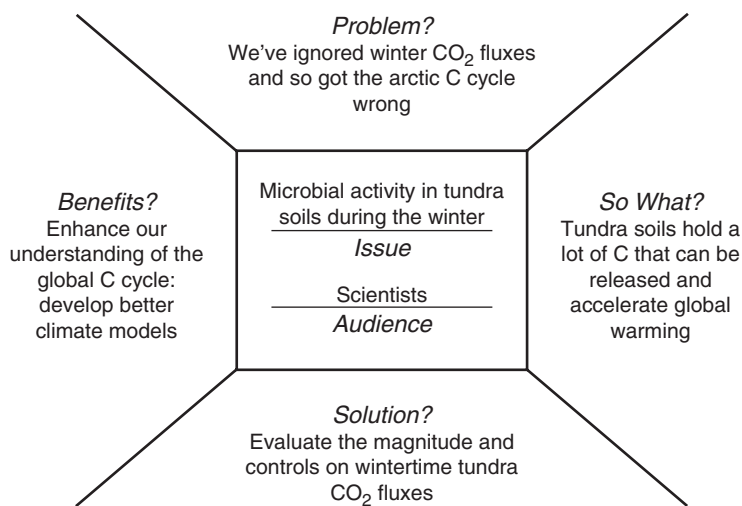 Problem?
We've ignored winter CO2 fluxes
and so got the arctic C cycle
wrong
Benefits?
Enhance our
understanding of the
global C cycle:
develop better
climate models
Microbial activity in tundra
soils during the winter
Issue
Scientists
Audience
So What?
Tundra soils hold a
lot of C that can be
released and
accelerate global
warming
Solution?
Evaluate the magnitude and
controls on wintertime tundra
CO2 fluxes